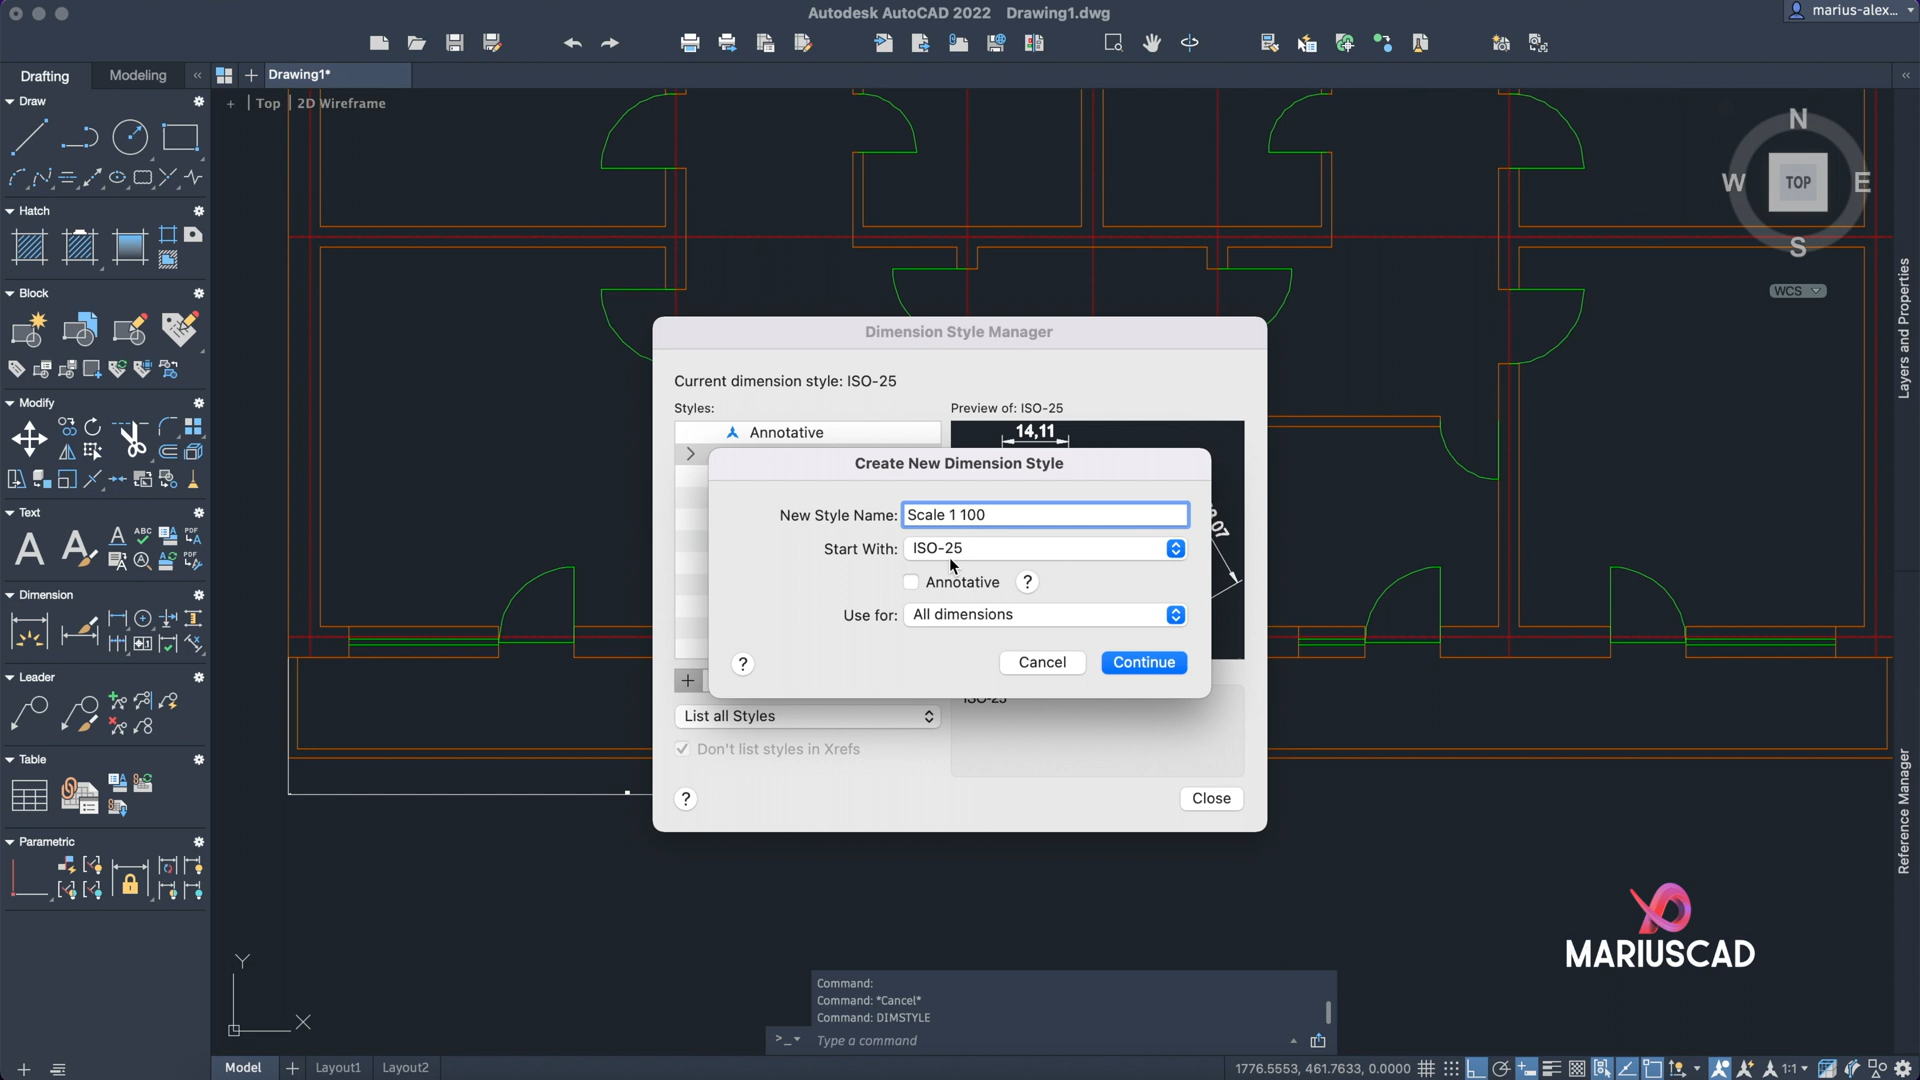 Autodesk AutoCAD 2022 Drawing1.dwg
marius-alex...
Drafting
Modeling
Drawing1*
Draw
Hatch
Block
Modify
Text
Dimension
Leader
Table
Parametric
+ | Top | 2D Wireframe
N
W
TOP
E
S
WCS
Layers and Properties
Reference Manager
Dimension Style Manager
Current dimension style: ISO-25
Styles:
Preview of: ISO-25
Annotative
14,11
Create New Dimension Style
New Style Name: Scale 1 100
Start With: ISO-25
Annotative ?
Use for: All dimensions
?
Cancel
Continue
List all Styles
Don't list styles in Xrefs
?
Close
MARIUSCAD
Y
X
Command:
Command: *Cancel*
Command: DIMSTYLE
Type a command
Model
Layout1
Layout2
1776.5553, 461.7633, 0.0000
1:1